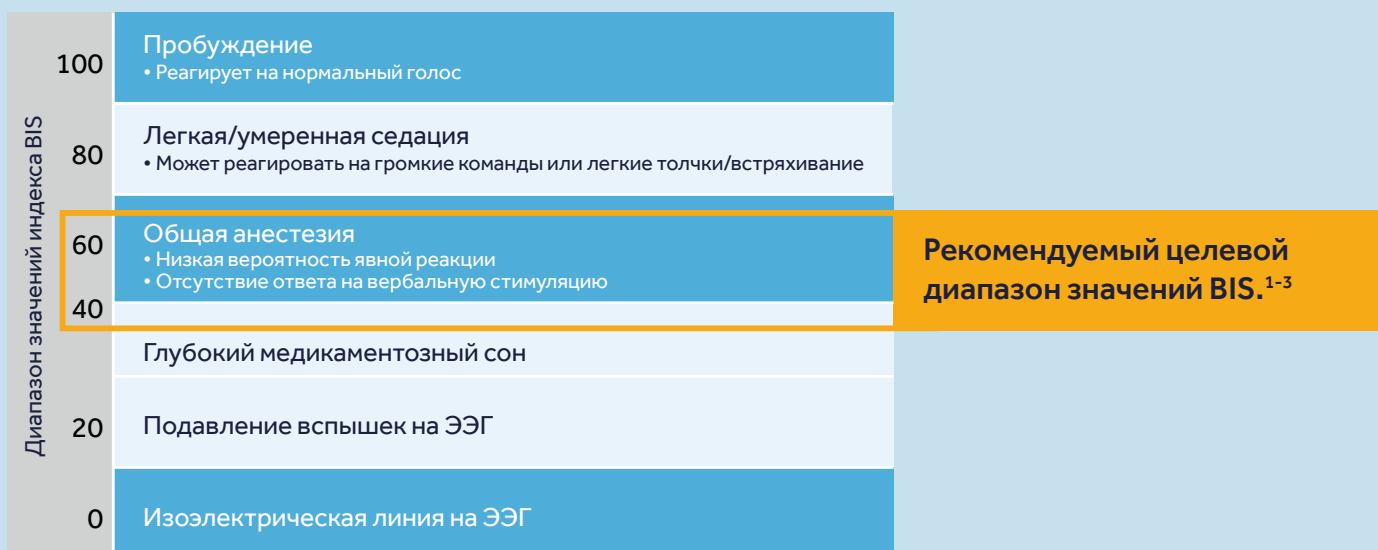 Диапазон значений индекса BIS
100
Пробуждение
• Реагирует на нормальный голос
80
Легкая/умеренная седация
• Может реагировать на громкие команды или легкие толчки/встряхивание
60
Общая анестезия
• Низкая вероятность явной реакции
• Отсутствие ответа на вербальную стимуляцию
Рекомендуемый целевой
диапазон значений BIS.1-3
40
Глубокий медикаментозный сон
20
Подавление вспышек на ЭЭГ
0
Изоэлектрическая линия на ЭЭГ